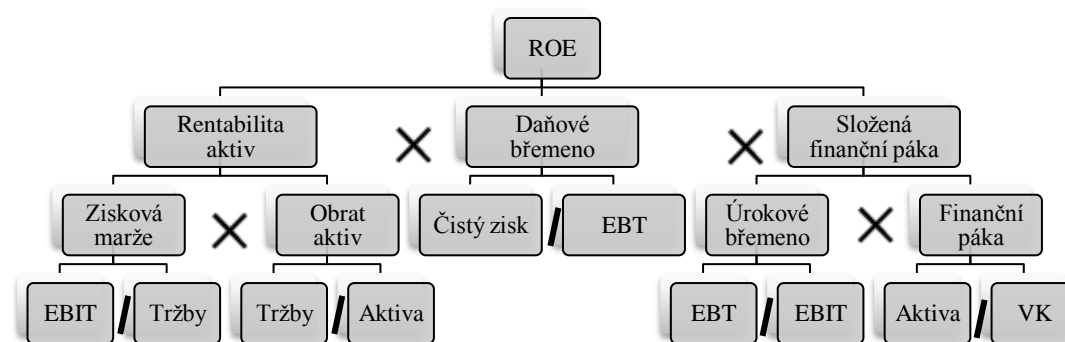 ROE
Rentabilita
aktiv
Daňové
břemeno
Složená
finanční páka
Zisková
marže
Obrat
aktiv
Čistý zisk
/
EBT
Úrokové
břemeno
Finanční
páka
EBIT
/
Tržby
Tržby
/
Aktiva
EBT
/
EBIT
Aktiva
/
VK